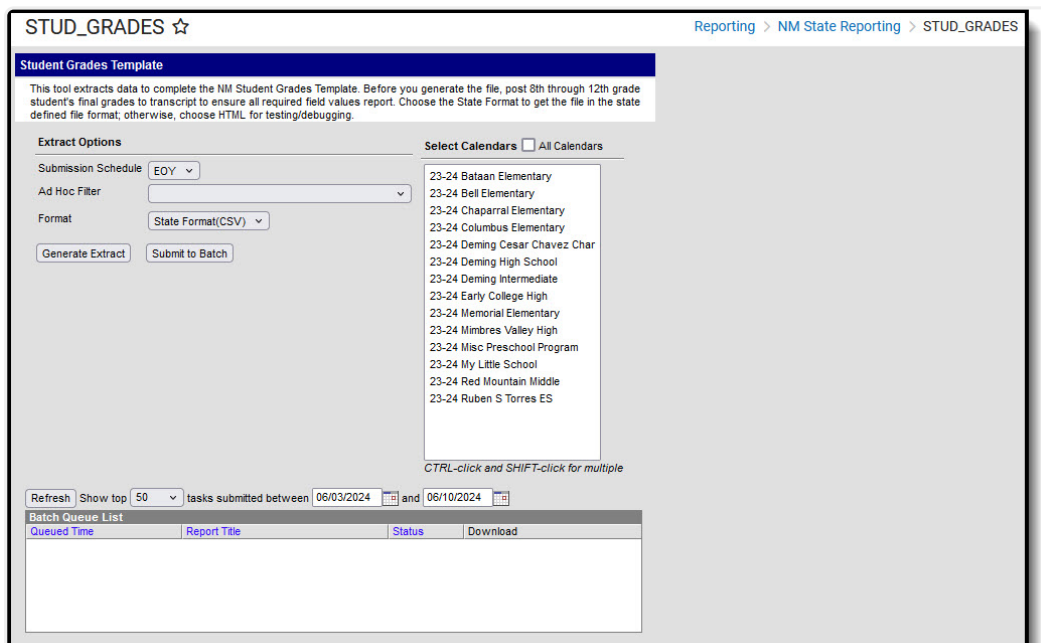 STUD_GRADES
Reporting > NM State Reporting > STUD_GRADES
Student Grades Template
This tool extracts data to complete the NM Student Grades Template. Before you generate the file, post 8th through 12th grade
student's final grades to transcript to ensure all required field values report. Choose the State Format to get the file in the state
defined file format; otherwise, choose HTML for testing/debugging.
Extract Options
Submission Schedule EOY
Ad Hoc Filter
Format State Format(CSV)
Generate Extract Submit to Batch
Select Calendars All Calendars
23-24 Bataan Elementary
23-24 Bell Elementary
23-24 Chaparral Elementary
23-24 Columbus Elementary
23-24 Deming Cesar Chavez Char
23-24 Deming High School
23-24 Deming Intermediate
23-24 Early College High
23-24 Memorial Elementary
23-24 Mimbres Valley High
23-24 Misc Preschool Program
23-24 My Little School
23-24 Red Mountain Middle
23-24 Ruben S Torres ES
CTRL-click and SHIFT-click for multiple
Refresh Show top 50 tasks submitted between 06/03/2024 and 06/10/2024
Batch Queue List
Queued Time Report Title Status Download